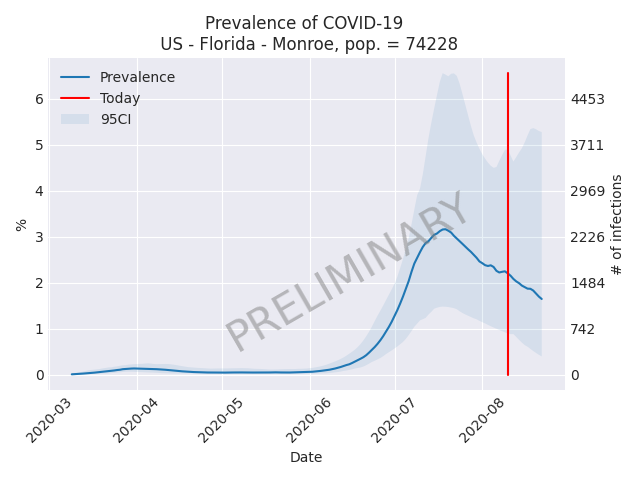 Prevalence of COVID-19
US - Florida - Monroe, pop. = 74228
Prevalence
Today
95CI
6
5
4
3
2
1
0
%
4453
3711
2969
2226
1484
742
0
# of infections
PRELIMINARY
2020-03
2020-04
2020-05
2020-06
2020-07
2020-08
Date